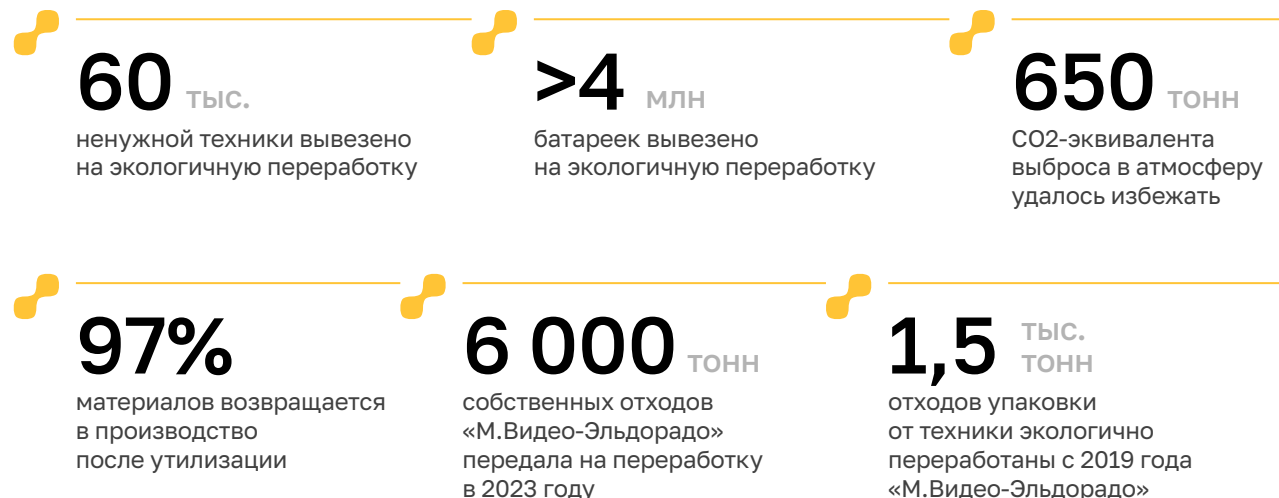 60 тыс.
ненужной техники вывезено
на экологичную переработку
>4 млн
батареек вывезено
на экологичную переработку
650 тонн
СО2-эквивалента
выброса в атмосферу
удалось избежать
97%
материалов возвращается
в производство
после утилизации
6 000 тонн
собственных отходов
«М.Видео-Эльдорадо»
передала на переработку
в 2023 году
1,5 тыс.
тонн
отходов упаковки
от техники экологично
переработаны с 2019 года
«М.Видео-Эльдорадо»